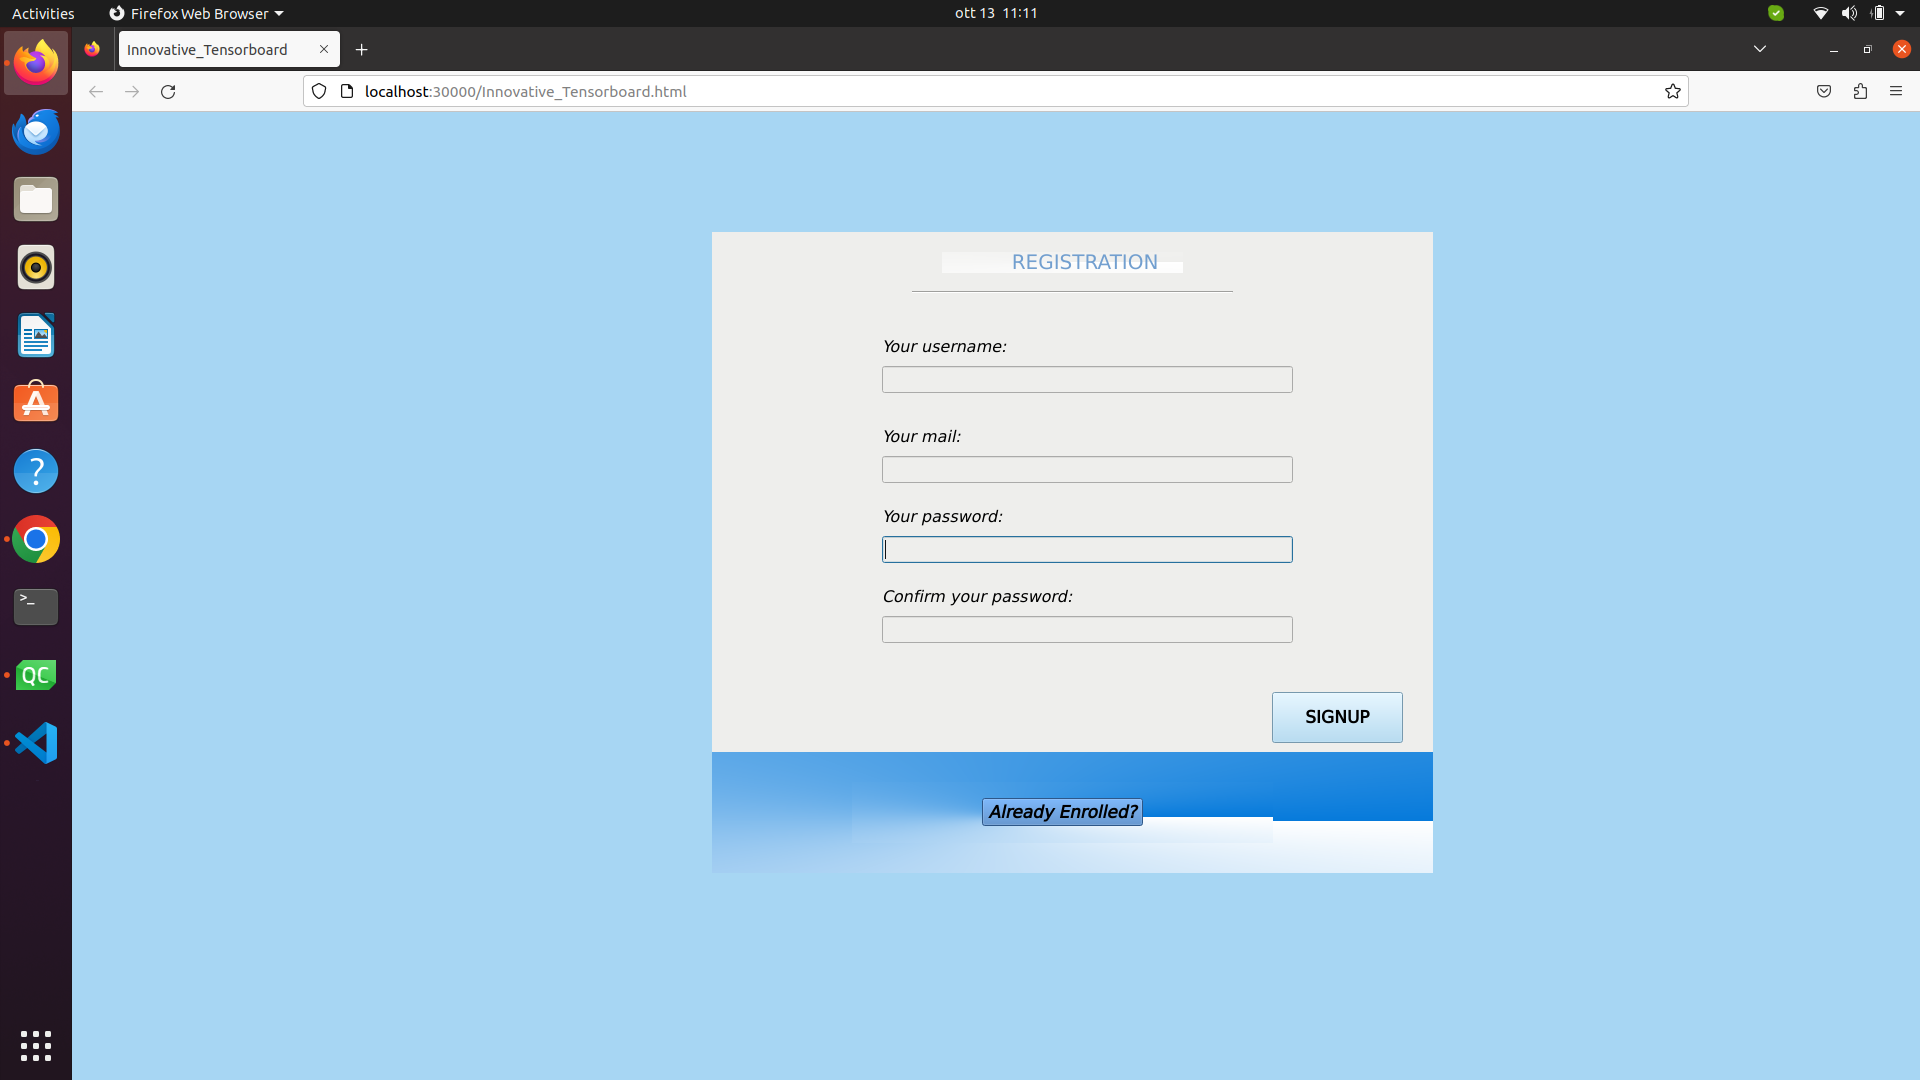 Activities
Firefox Web Browser
ott 13 11:11
Innovative_Tensorboard
localhost:30000/Innovative_Tensorboard.html
REGISTRATION
Your username:
Your mail:
Your password:
Confirm your password:
SIGNUP
Already Enrolled?
?
>_
QC